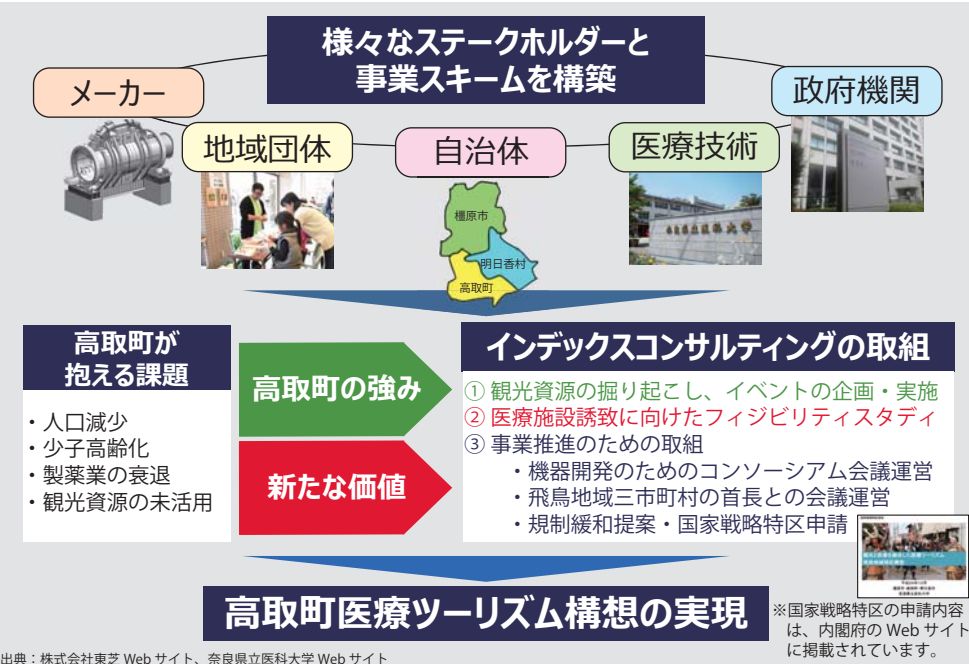 様々なステークホルダーと
事業スキームを構築
メーカー
地域団体
自治体
医療技術
政府機関
橿原市
明日香村
高取町
高取町が
抱える課題
・人口減少
・少子高齢化
・製薬業の衰退
・観光資源の未活用
高取町の強み
新たな価値
インデックスコンサルティングの取組
① 観光資源の掘り起こし、イベントの企画・実施
② 医療施設誘致に向けたフィジビリティスタディ
③ 事業推進のための取組
・機器開発のためのコンソーシアム会議運営
・飛鳥地域三市町村の首長との会議運営
・規制緩和提案・国家戦略特区申請
高取町医療ツーリズム構想の実現
※国家戦略特区の申請内容
は、内閣府の Web サイト
に掲載されています。
出典：株式会社東芝 Web サイト、奈良県立医科大学 Web サイト